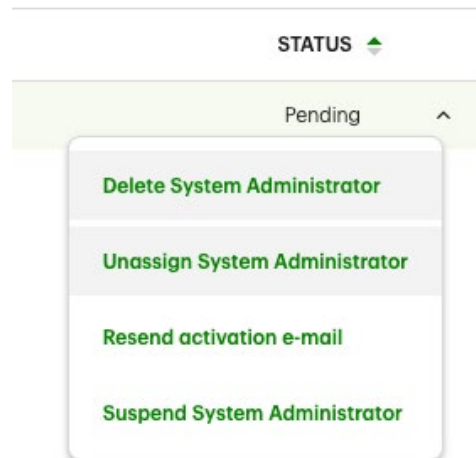 STATUS
Pending
Delete System Administrator
Unassign System Administrator
Resend activation e-mail
Suspend System Administrator